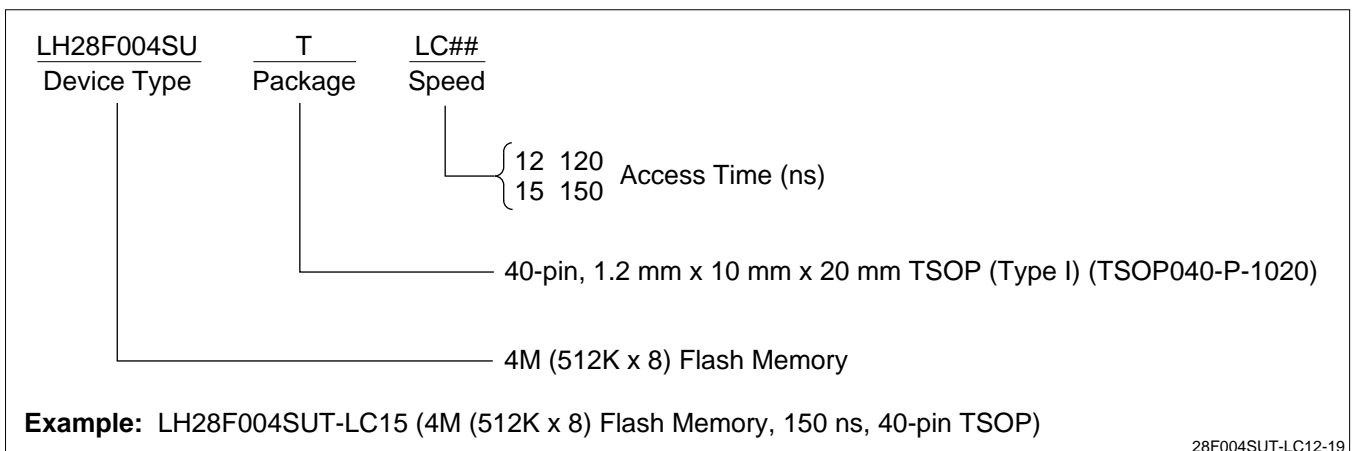 LH28F004SU T LC##
Device Type Package Speed
12 120
15 150
Access Time (ns)
40-pin, 1.2 mm x 10 mm x 20 mm TSOP (Type I) (TSOP040-P-1020)
4M (512K x 8) Flash Memory
Example: LH28F004SUT-LC15 (4M (512K x 8) Flash Memory, 150 ns, 40-pin TSOP)
28F004SUT-LC12-19